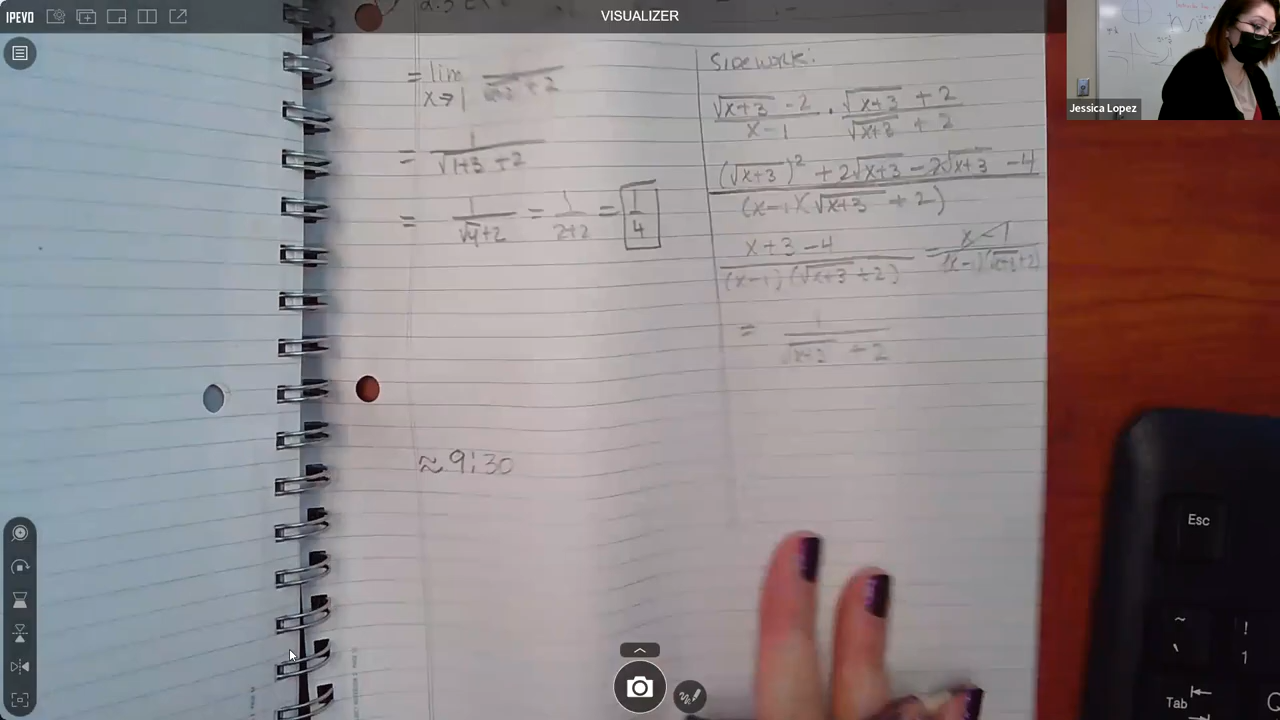 IPEVO
VISUALIZER
Jessica Lopez
= lim x→1 ‾‾‾ + 2
= 1/(√(1+3) + 2)
= 1/(√4+2) = 1/(2+2) = 1/4
Sidework:
(√(x+3) - 2)/(x-1) · (√(x+3) + 2)/(√(x+3) + 2)
((√(x+3))² + 2√(x+3) - 2√(x+3) - 4)/((x-1)(√(x+3) + 2))
(x+3-4)/((x-1)(√(x+3) + 2)) = (x-1)/((x-1)(√(x+3)+2))
= 1/(√(x+3) + 2)
≈ 9:30
Esc
~ `
! 1
Tab
Q